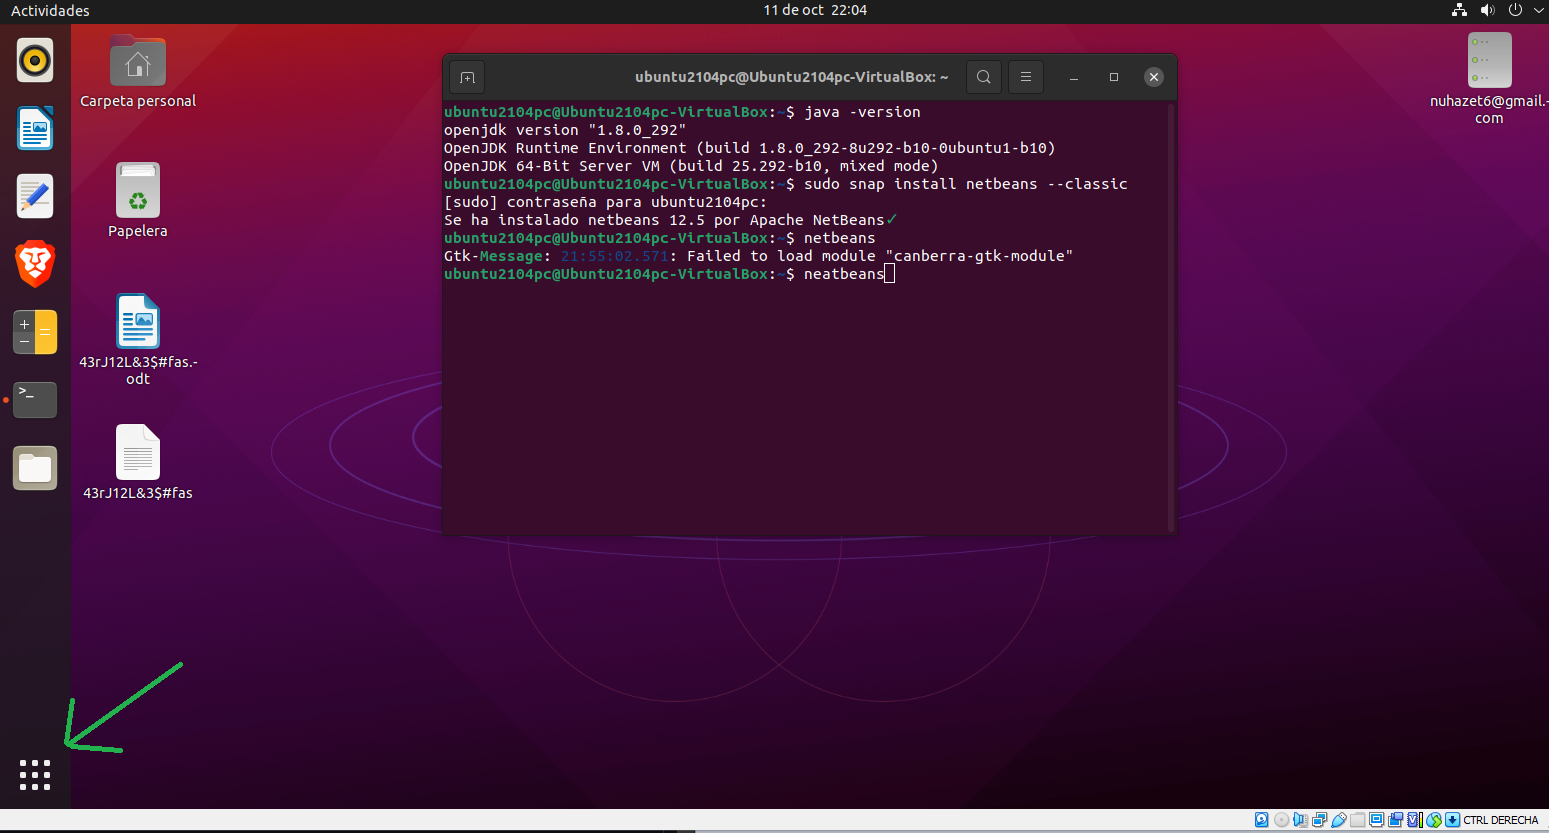 Actividades
11 de oct 22:04
Carpeta personal
Papelera
43rJ12L&3$#fas.-
odt
43rJ12L&3$#fas
nuhazet6@gmail.-
com
ubuntu2104pc@Ubuntu2104pc-VirtualBox: ~
ubuntu2104pc@Ubuntu2104pc-VirtualBox:~$ java -version
openjdk version "1.8.0_292"
OpenJDK Runtime Environment (build 1.8.0_292-8u292-b10-0ubuntu1-b10)
OpenJDK 64-Bit Server VM (build 25.292-b10, mixed mode)
ubuntu2104pc@Ubuntu2104pc-VirtualBox:~$ sudo snap install netbeans --classic
[sudo] contraseña para ubuntu2104pc:
Se ha instalado netbeans 12.5 por Apache NetBeans✓
ubuntu2104pc@Ubuntu2104pc-VirtualBox:~$ netbeans
Gtk-Message: 21:55:02.571: Failed to load module "canberra-gtk-module"
ubuntu2104pc@Ubuntu2104pc-VirtualBox:~$ neatbeans
CTRL DERECHA